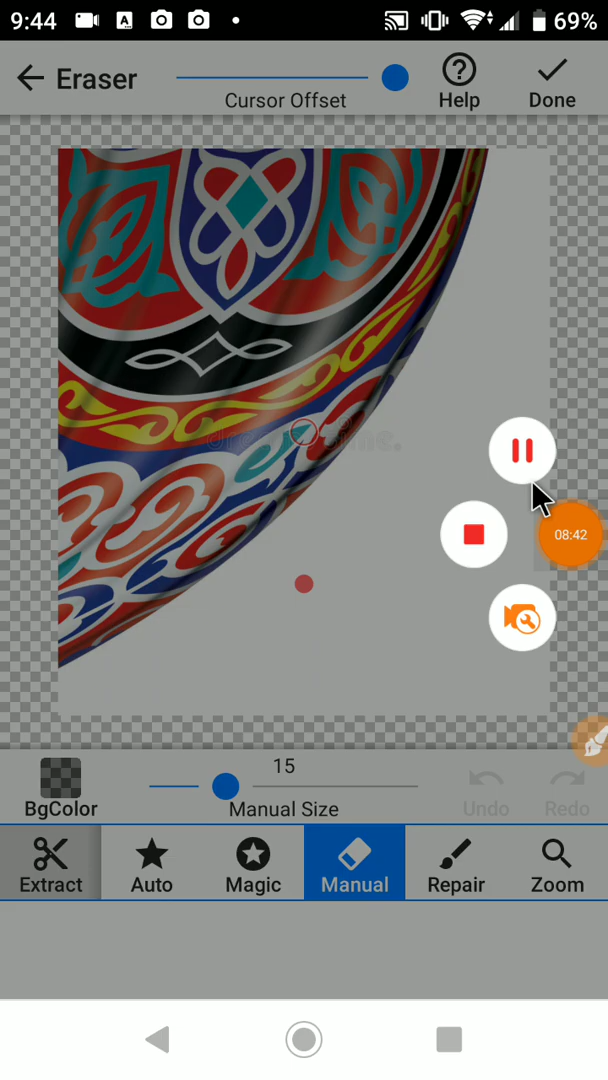 9:44
A
69%
Eraser
Cursor Offset
Help
Done
dreamstime.
08:42
15
BgColor
Manual Size
Undo
Redo
Extract
Auto
Magic
Manual
Repair
Zoom